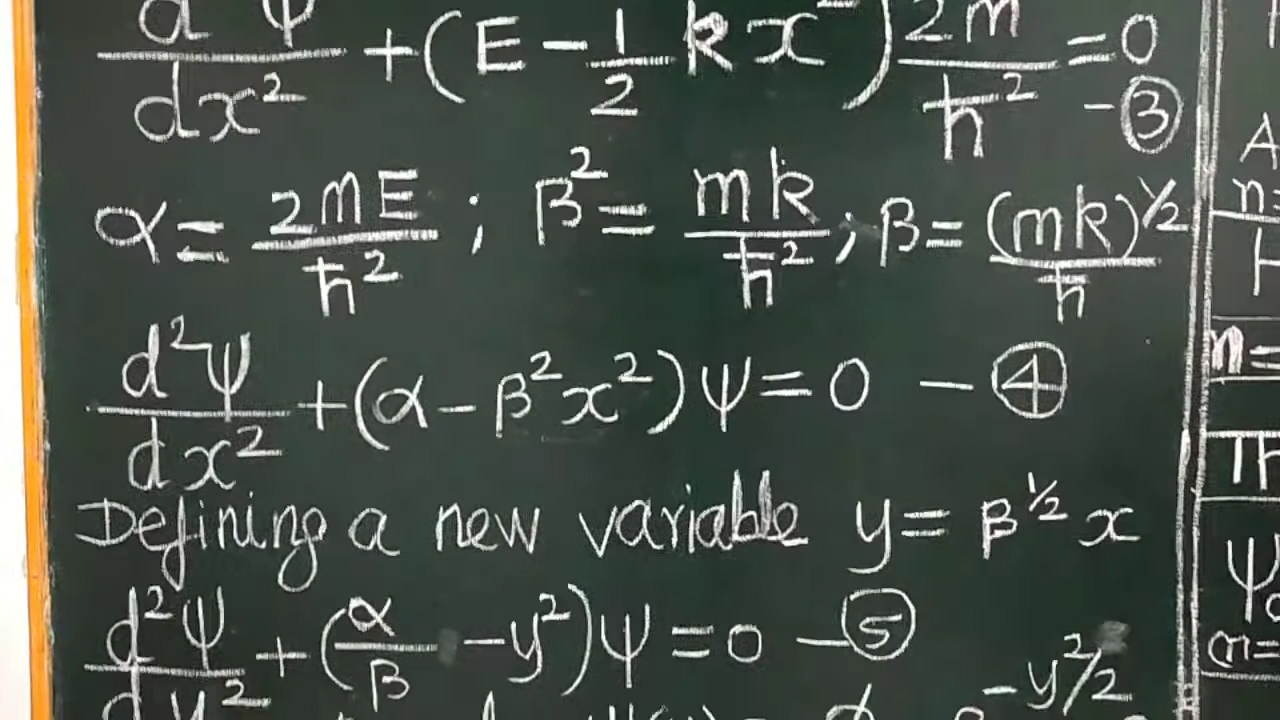 d²ψ/dx² + (E - 1/2 kx²) 2m/ħ² = 0 - ③
α = 2mE/ħ² ; β² = mk/ħ² ; β = (mk)^½/ħ
d²ψ/dx² + (α - β²x²)ψ = 0 - ④
Defining a new variable y = β^½ x
d²ψ/dy² + (α/β - y²)ψ = 0 - ⑤
-y²/2
A
n=
H
n=
Th
ψ
n=